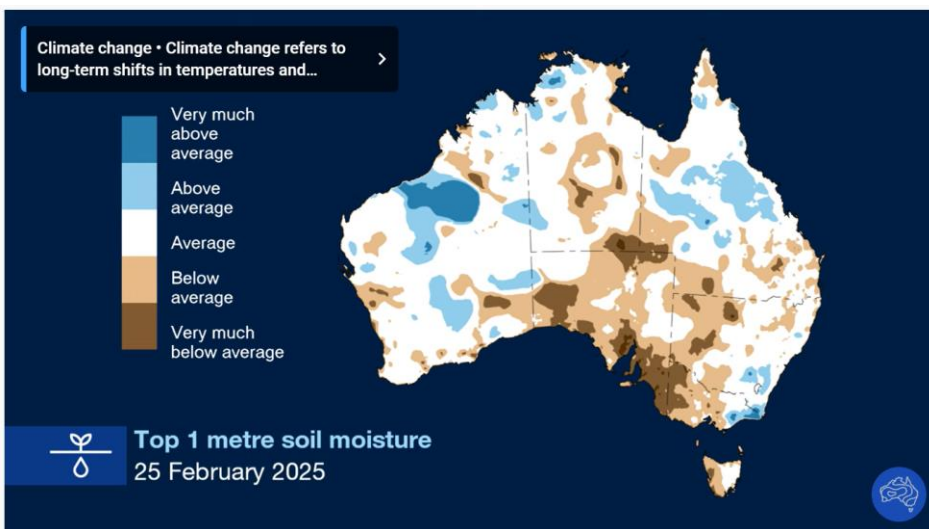 Climate change • Climate change refers to
long-term shifts in temperatures and...
Very much
above
average
Above
average
Average
Below
average
Very much
below average
Top 1 metre soil moisture
25 February 2025